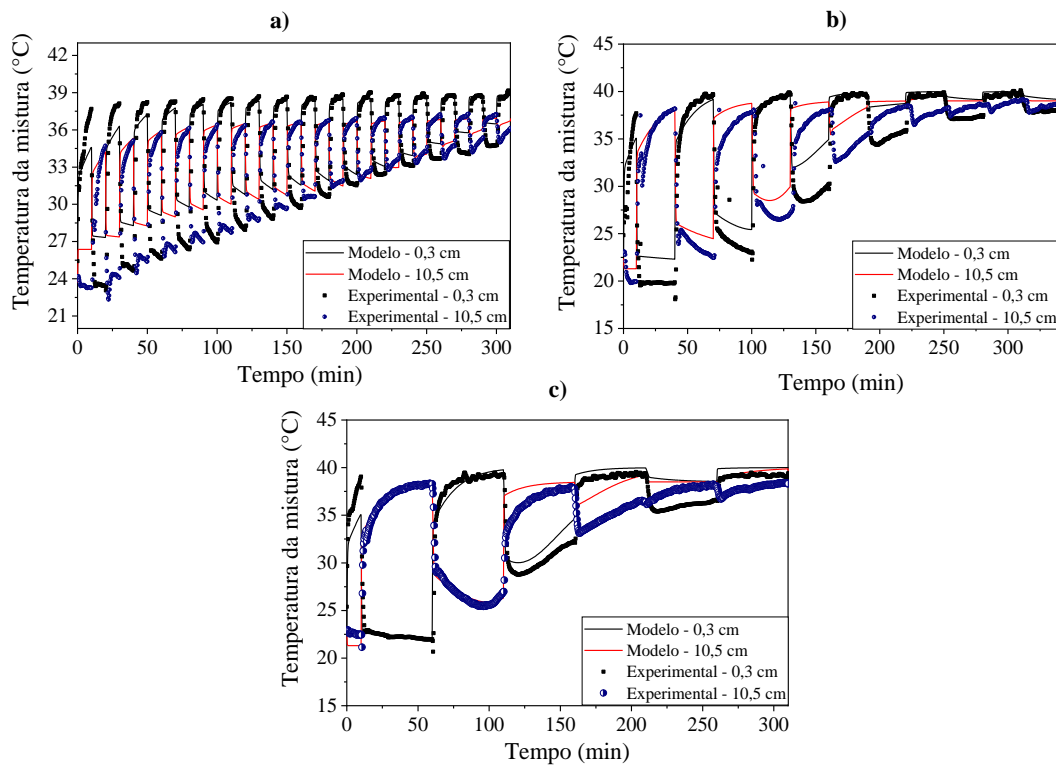 a)
Temperatura da mistura (°C)
42
39
36
33
30
27
24
21
0
50
100
150
200
250
300
Tempo (min)
Modelo - 0,3 cm
Modelo - 10,5 cm
Experimental - 0,3 cm
Experimental - 10,5 cm
b)
Temperatura da mistura (°C)
45
40
35
30
25
20
15
0
50
100
150
200
250
300
Tempo (min)
Modelo - 0,3 cm
Modelo - 10,5 cm
Experimental - 0,3 cm
Experimental - 10,5 cm
c)
Temperatura da mistura (°C)
45
40
35
30
25
20
15
0
50
100
150
200
250
300
Tempo (min)
Modelo - 0,3 cm
Modelo - 10,5 cm
Experimental - 0,3 cm
Experimental - 10,5 cm